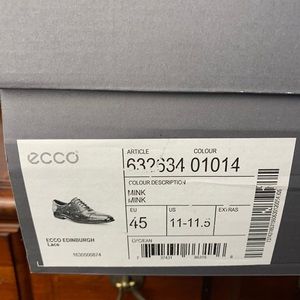 ecco
ARTICLE COLOUR
632634 01014
COLOUR DESCRIPTION
MINK
MINK
EU US EXTRAS
45 11-11.5
ECCO EDINBURGH
Lace